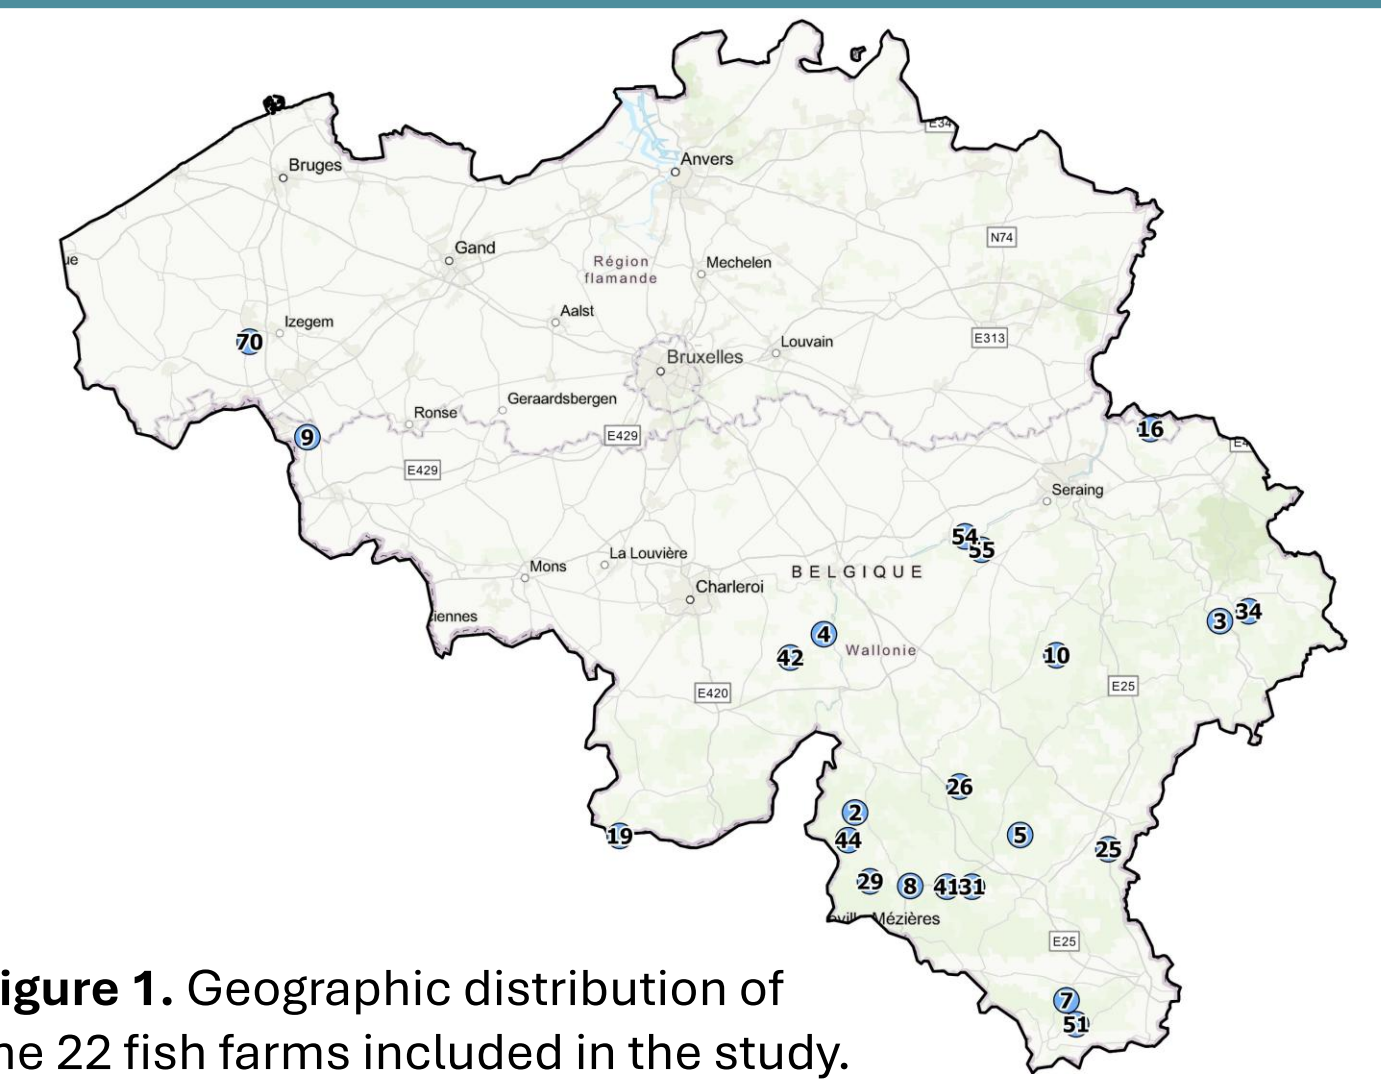 E34
Anvers
Bruges
N74
Gand
ue
Région
flamande
Mechelen
Aalst
Izegem
70
E313
Louvain
Bruxelles
Geraardsbergen
Ronse
9
E429
16
E4
E429
Seraing
54
55
La Louvière
Mons
BELGIQUE
Charleroi
iennes
3
34
4
Wallonie
42
10
E25
E420
26
2
19
44
5
25
29
8
41
31
Mézières
E25
7
51
igure 1. Geographic distribution of
he 22 fish farms included in the study.